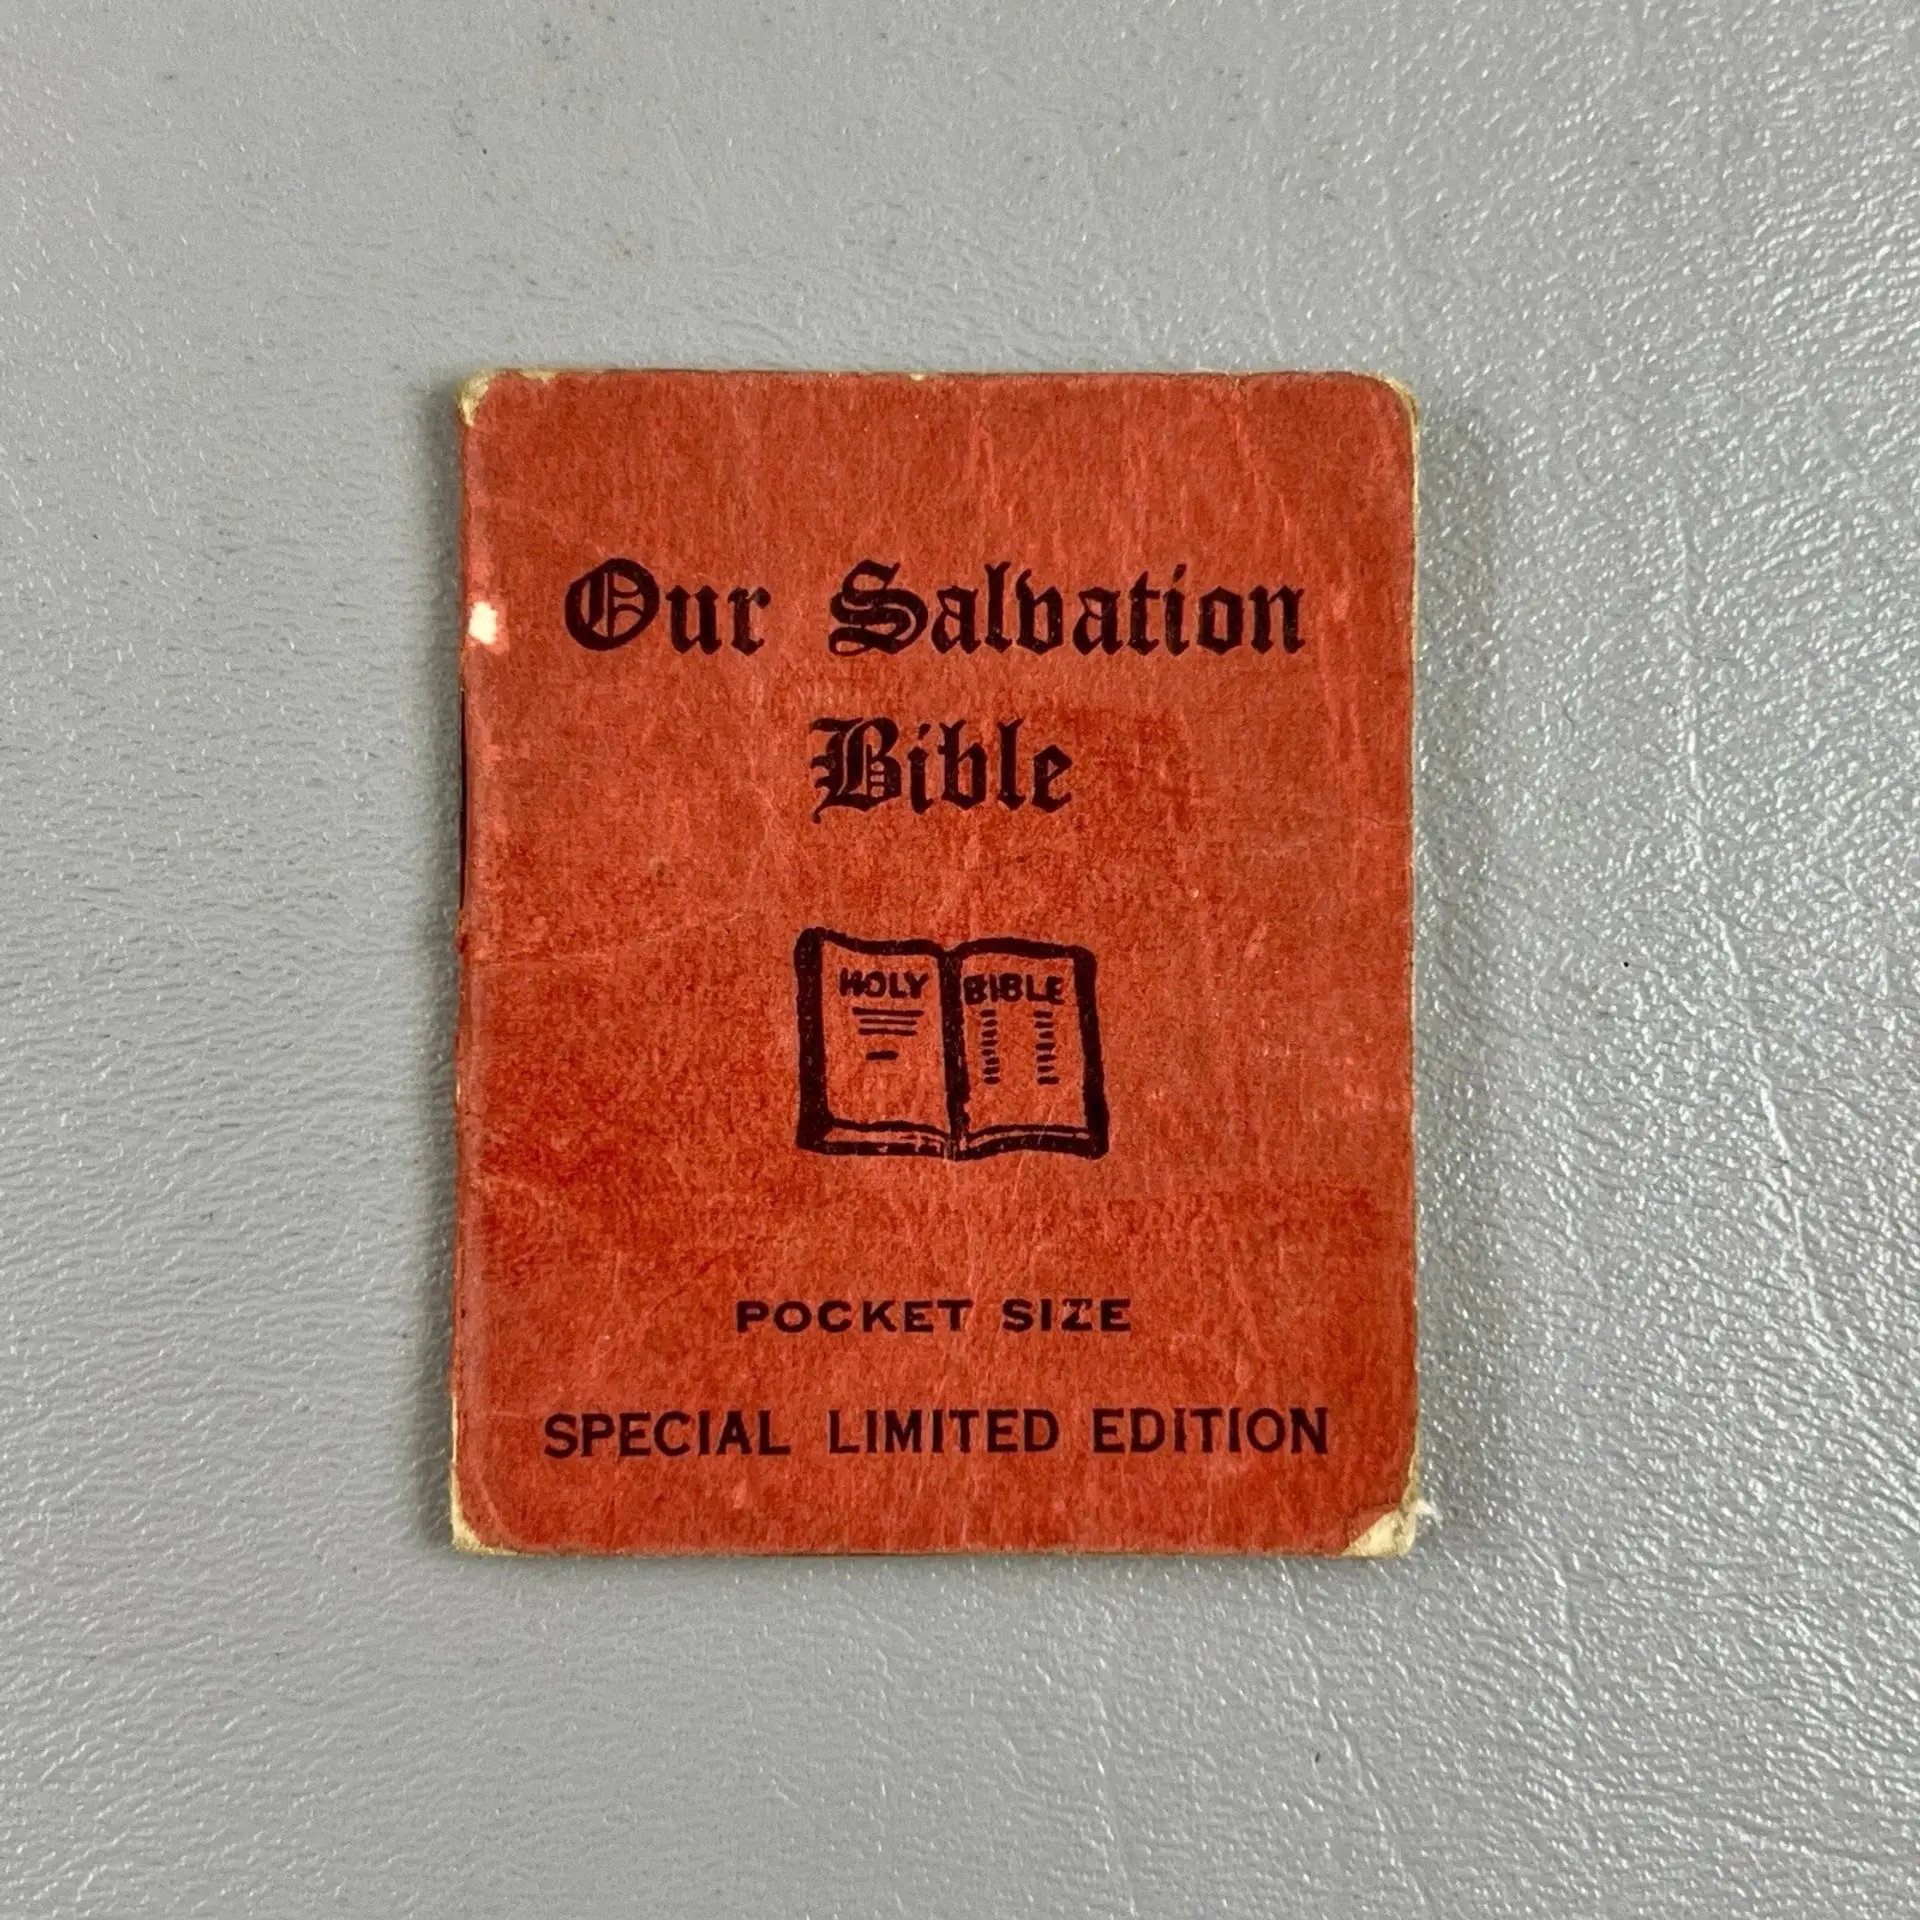 Our Salvation
Bible
HOLY BIBLE
POCKET SIZE
SPECIAL LIMITED EDITION